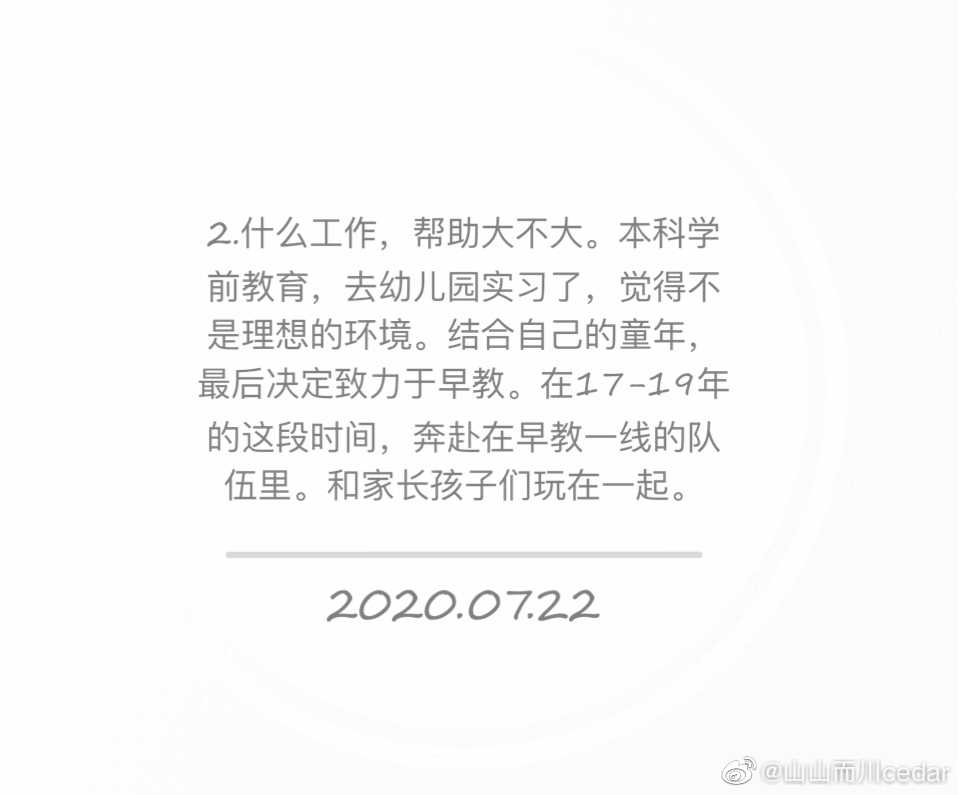 2.什么工作，帮助大不大。本科学
前教育，去幼儿园实习了，觉得不
是理想的环境。结合自己的童年，
最后决定致力于早教。在17-19年
的这段时间，奔赴在早教一线的队
伍里。和家长孩子们玩在一起。
2020.07.22
@山山而川cedar